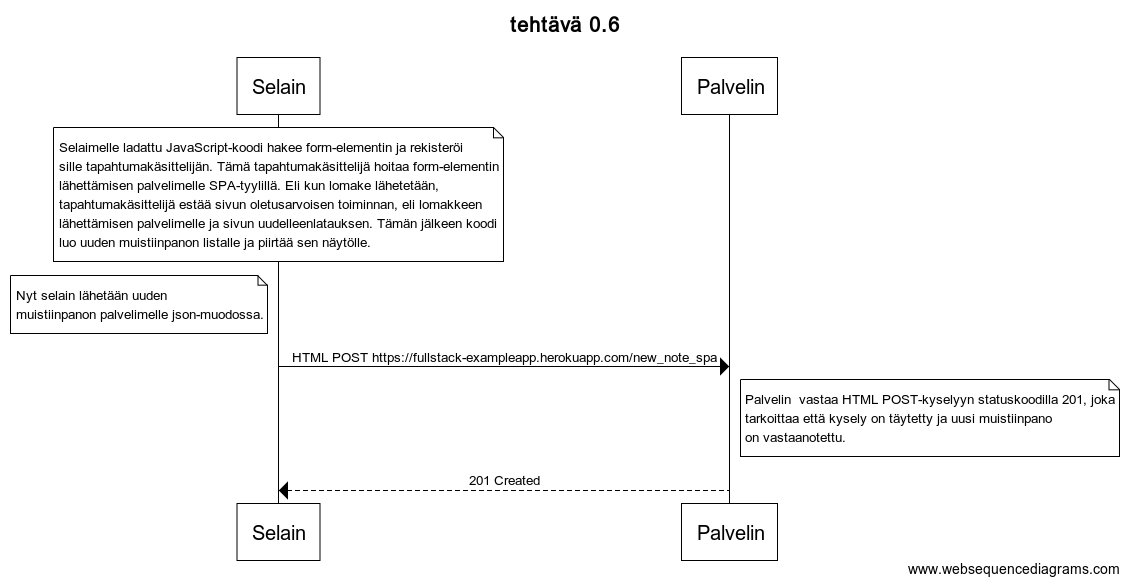 tehtävä 0.6
Selain
Palvelin
Selaimelle ladattu JavaScript-koodi hakee form-elementin ja rekisteröi
sille tapahtumakäsittelijän. Tämä tapahtumakäsittelijä hoitaa form-elementin
lähettämisen palvelimelle SPA-tyylillä. Eli kun lomake lähetetään,
tapahtumakäsittelijä estää sivun oletusarvoisen toiminnan, eli lomakkeen
lähettämisen palvelimelle ja sivun uudelleenlatauksen. Tämän jälkeen koodi
luo uuden muistiinpanon listalle ja piirtää sen näytölle.
Nyt selain lähetään uuden
muistiinpanon palvelimelle json-muodossa.
HTML POST https://fullstack-exampleapp.herokuapp.com/new_note_spa
Palvelin  vastaa HTML POST-kyselyyn statuskoodilla 201, joka
tarkoittaa että kysely on täytetty ja uusi muistiinpano
on vastaanotettu.
201 Created
Selain
Palvelin
www.websequencediagrams.com